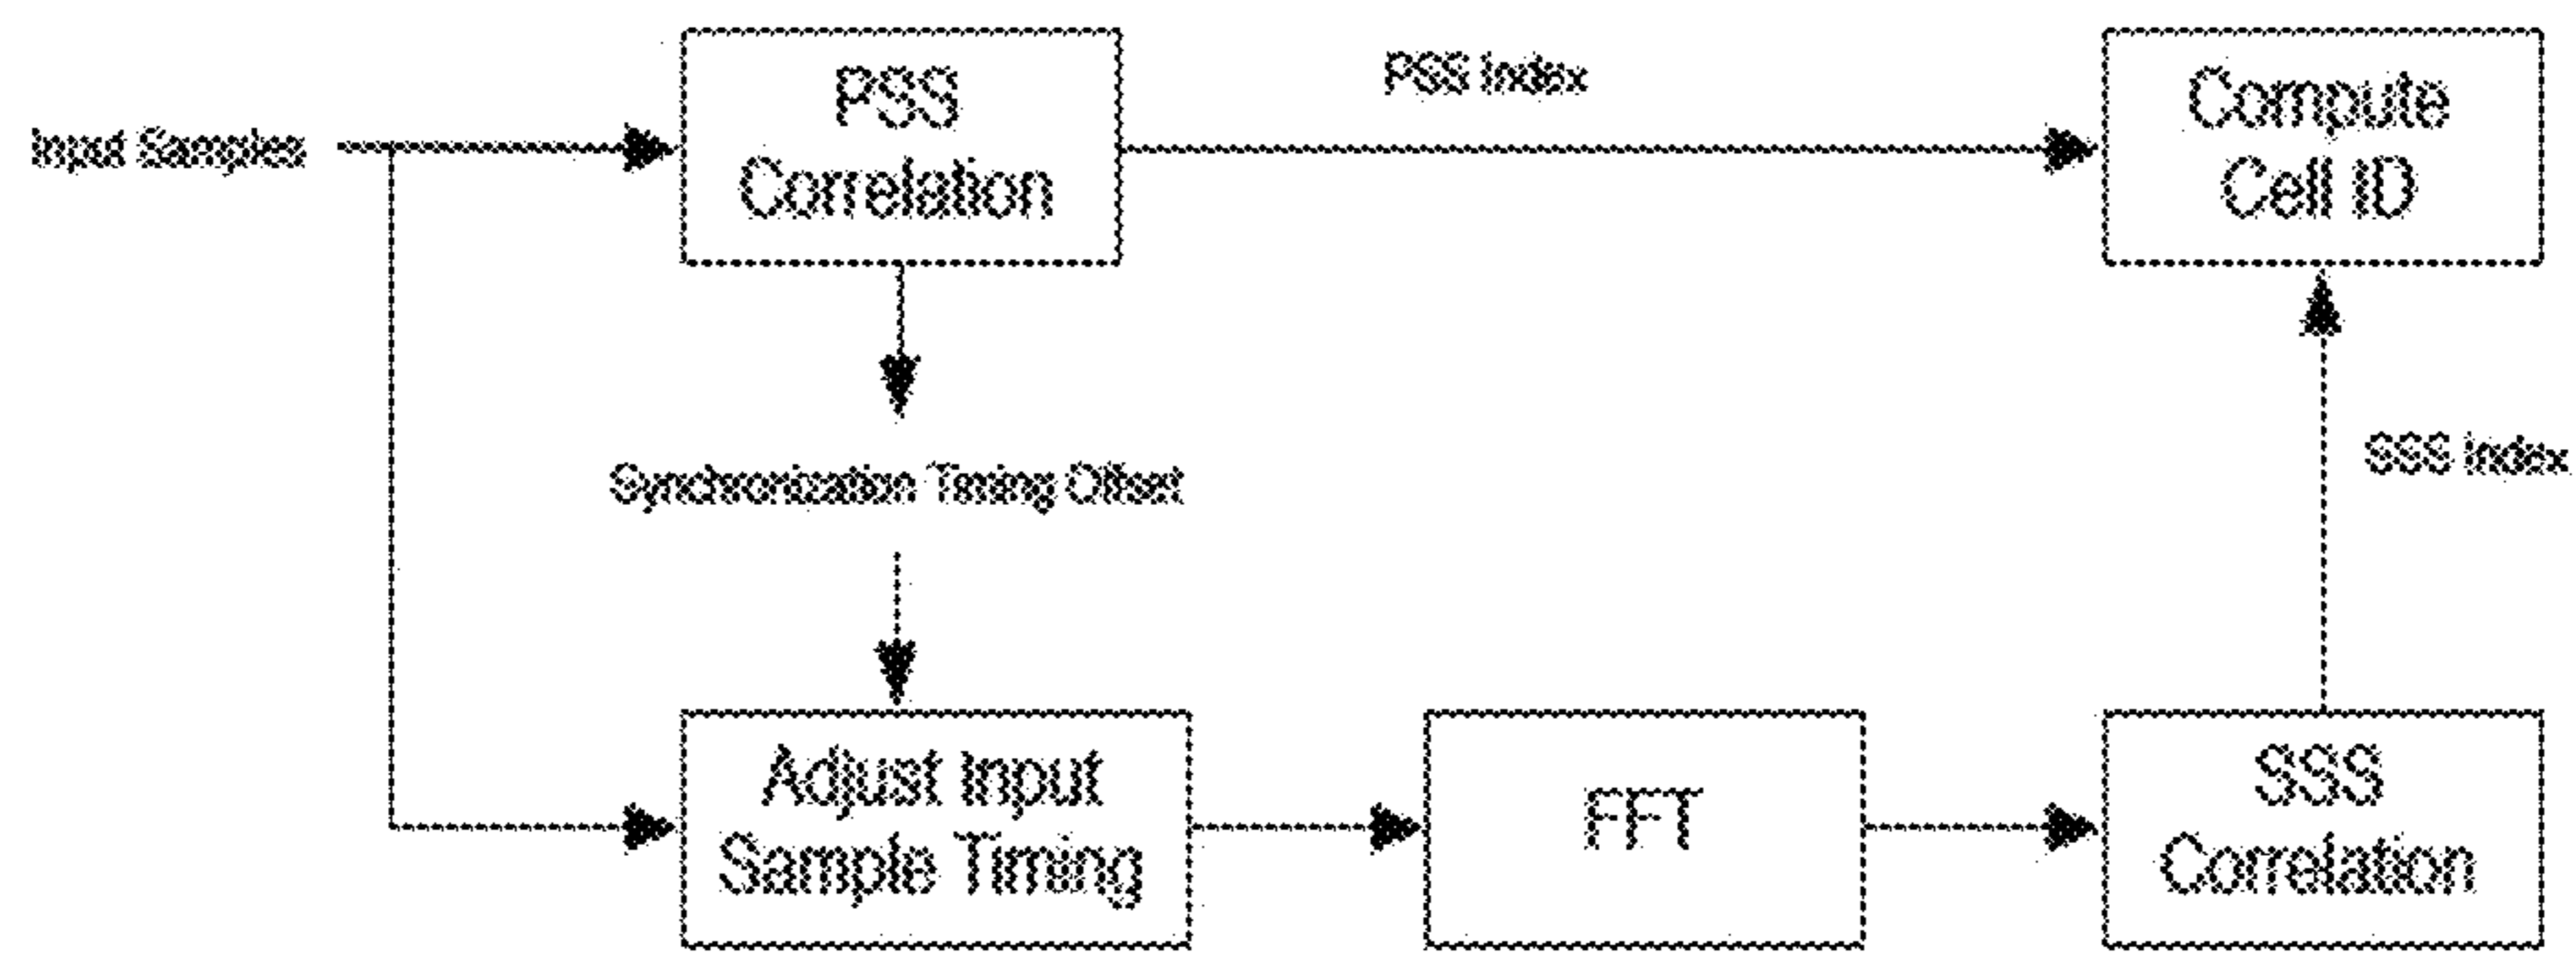 PSS
Correlation
PSS Index
Compute
Cell ID
Input Samples
Synchronization Timing Offset
SSS Index
Adjust Input
Sample Timing
FFT
SSS
Correlation